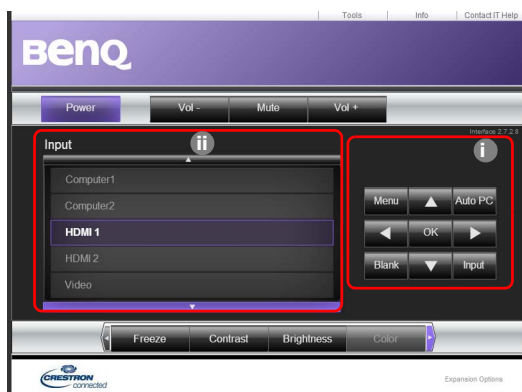 Tools Info Contact IT Help
BenQ
Power Vol - Mute Vol +
Interface 2.7.2.8
Input ii i
Computer1
Computer2
HDMI 1
HDMI 2
Video
Menu Auto PC
OK
Blank Input
Freeze Contrast Brightness Color
CRESTRON
connected
Expansion Options